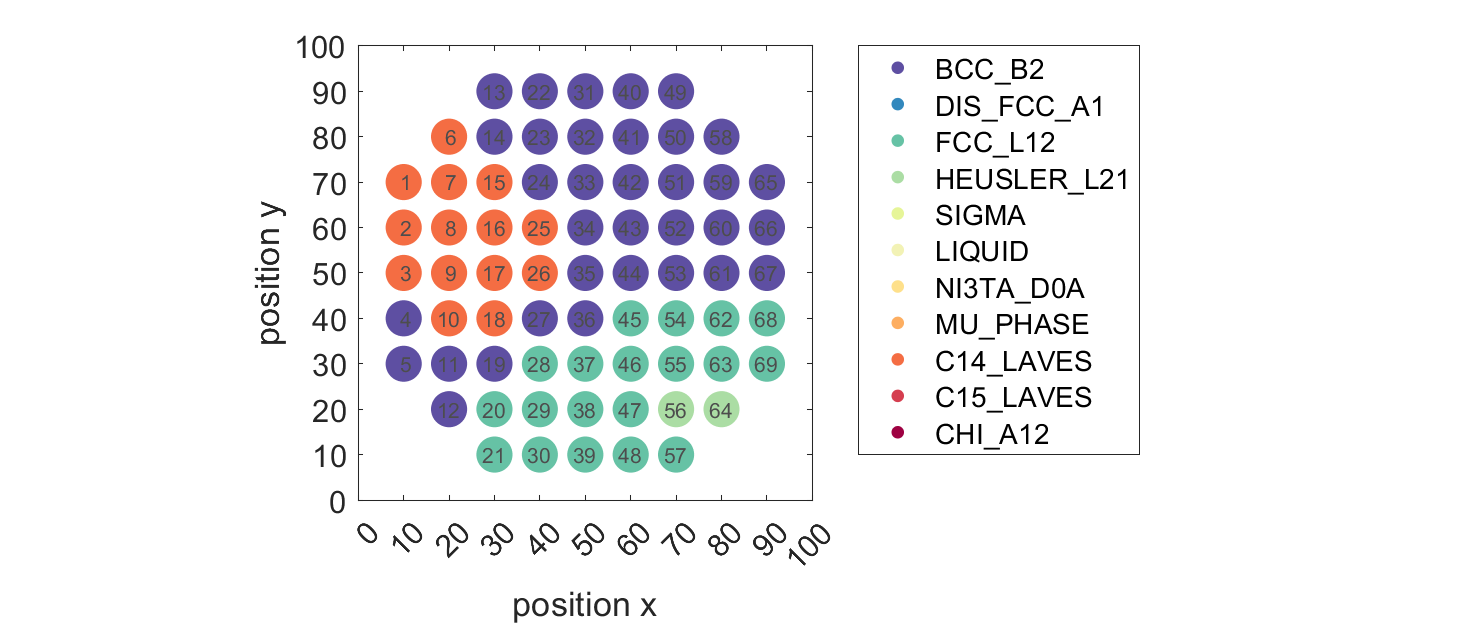 100
90
80
70
60
50
40
30
20
10
0
position y
13 22 31 40 49
6 14 23 32 41 50 58
1 7 15 24 33 42 51 59 65
2 8 16 25 34 43 52 60 66
3 9 17 26 35 44 53 61 67
4 10 18 27 36 45 54 62 68
5 11 19 28 37 46 55 63 69
12 20 29 38 47 56 64
21 30 39 48 57
0 10 20 30 40 50 60 70 80 90 100
position x
BCC_B2
DIS_FCC_A1
FCC_L12
HEUSLER_L21
SIGMA
LIQUID
NI3TA_D0A
MU_PHASE
C14_LAVES
C15_LAVES
CHI_A12